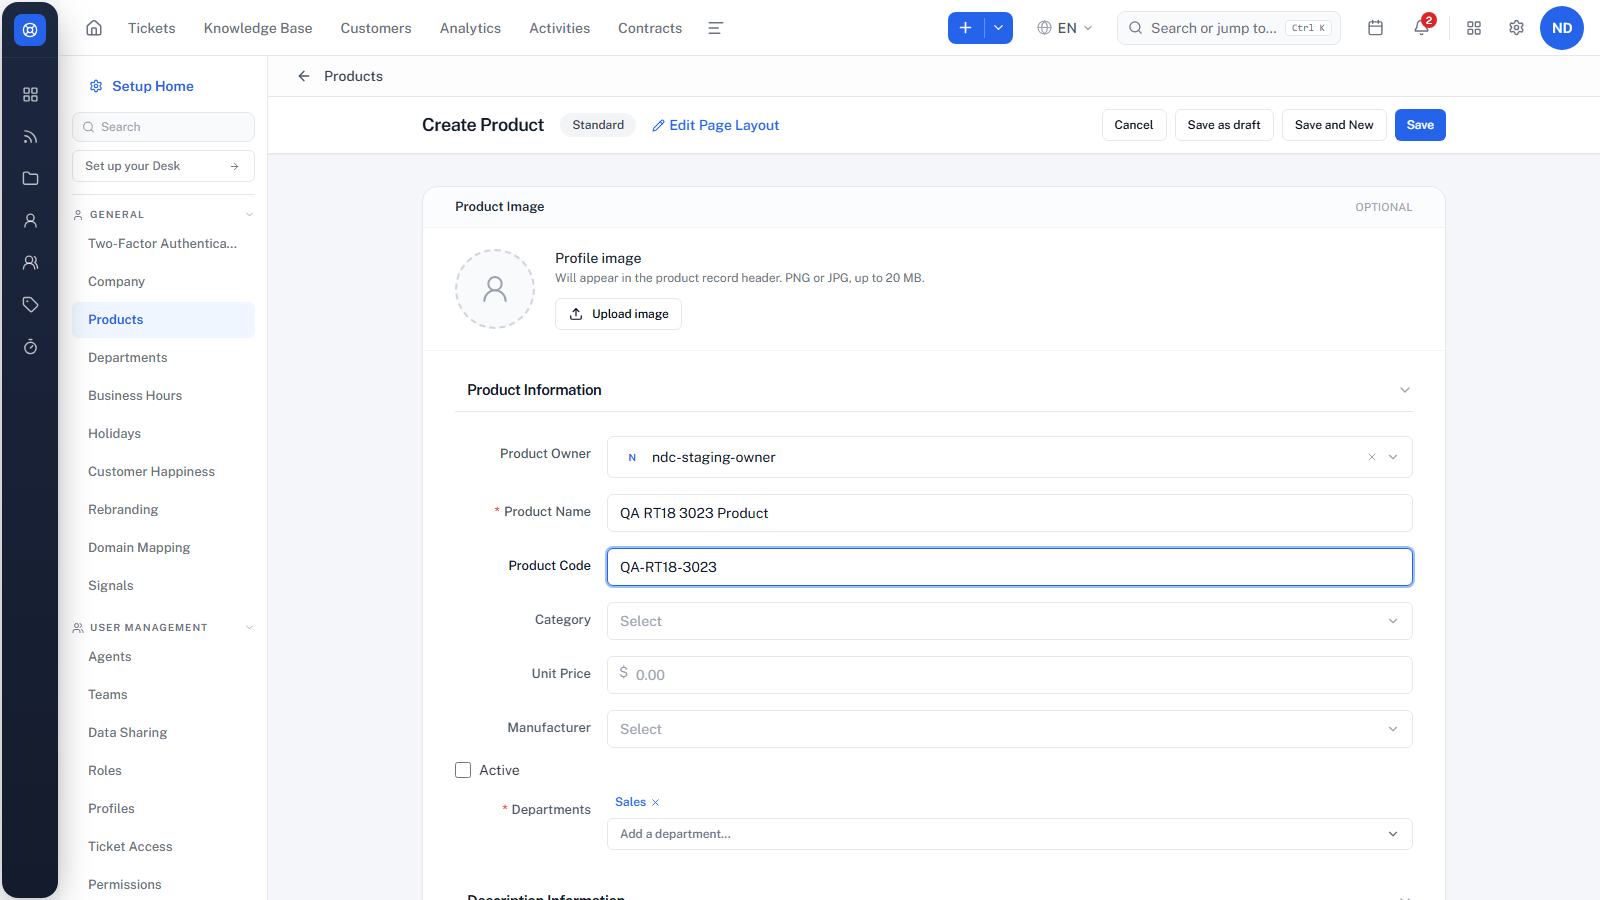 Tickets
Knowledge Base
Customers
Analytics
Activities
Contracts
EN
Search or jump to...
Ctrl K
2
ND
Setup Home
Search
Set up your Desk
GENERAL
Two-Factor Authentica...
Company
Products
Departments
Business Hours
Holidays
Customer Happiness
Rebranding
Domain Mapping
Signals
USER MANAGEMENT
Agents
Teams
Data Sharing
Roles
Profiles
Ticket Access
Permissions
Products
Create Product
Standard
Edit Page Layout
Cancel
Save as draft
Save and New
Save
Product Image
OPTIONAL
Profile image
Will appear in the product record header. PNG or JPG, up to 20 MB.
Upload image
Product Information
Product Owner
N ndc-staging-owner
* Product Name
QA RT18 3023 Product
Product Code
QA-RT18-3023
Category
Select
Unit Price
$ 0.00
Manufacturer
Select
Active
* Departments
Sales
Add a department...
Description Information